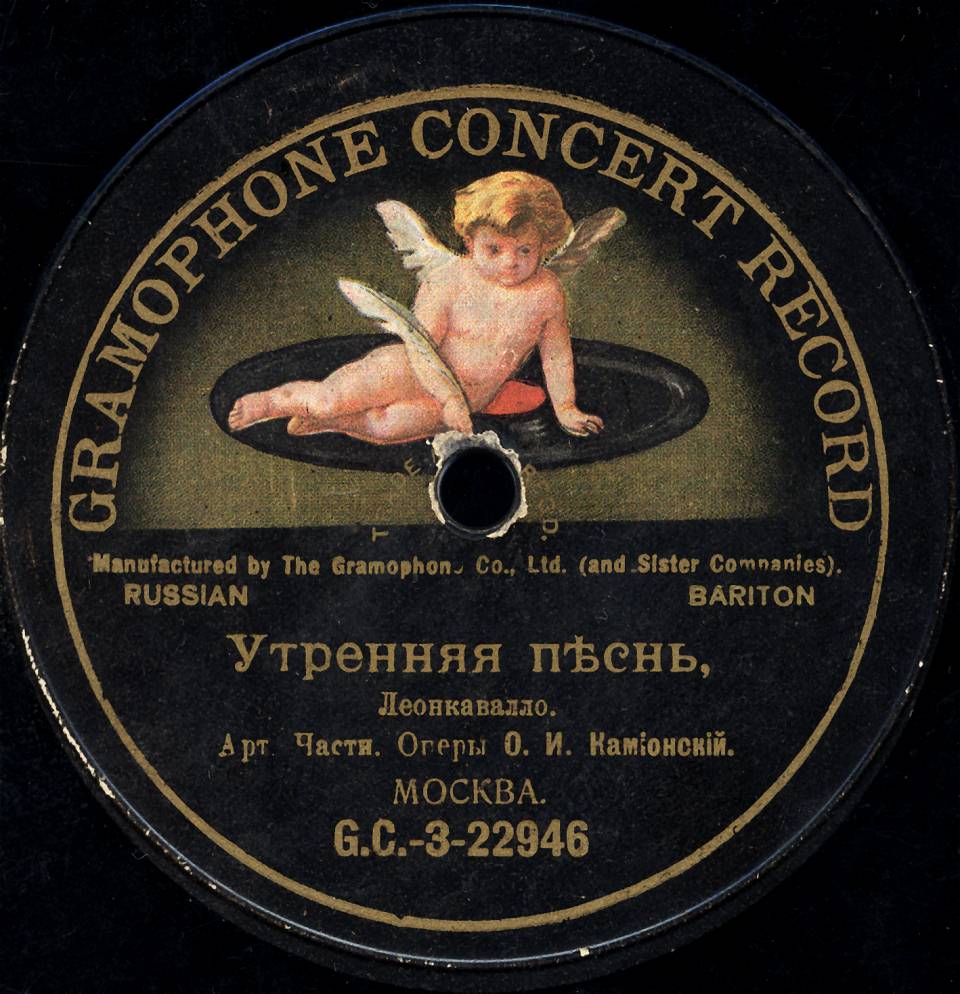 GRAMOPHONE CONCERT RECORD
Manufactured by The Gramophone Co., Ltd. (and Sister Companies).
RUSSIAN BARITON
Утренняя пѣснь,
Леонкавалло.
Арт. Части. Оперы О. И. Каміонскій.
МОСКВА.
G.C.-3-22946